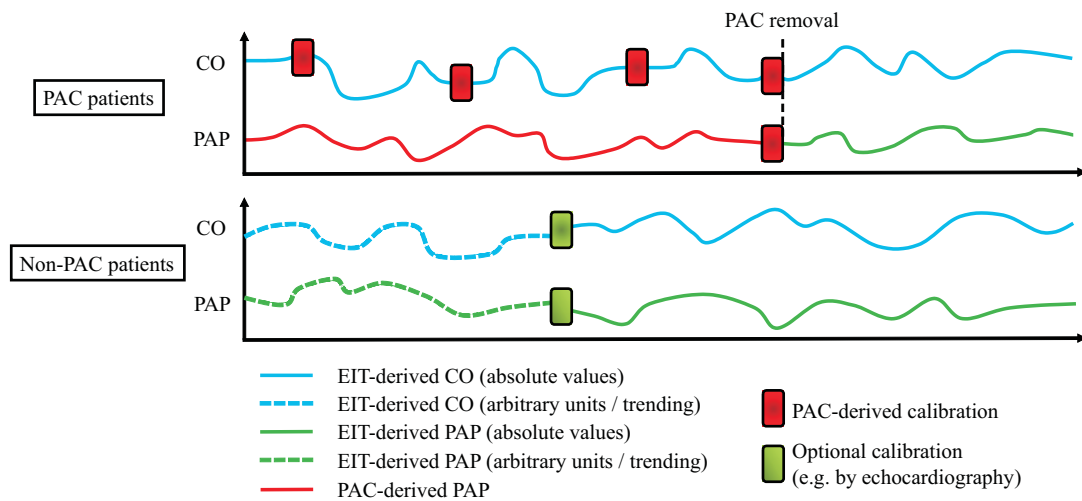 PAC removal
CO
PAC patients
PAP
CO
Non-PAC patients
PAP
EIT-derived CO (absolute values)
EIT-derived CO (arbitrary units / trending)
EIT-derived PAP (absolute values)
EIT-derived PAP (arbitrary units / trending)
PAC-derived PAP
PAC-derived calibration
Optional calibration
(e.g. by echocardiography)